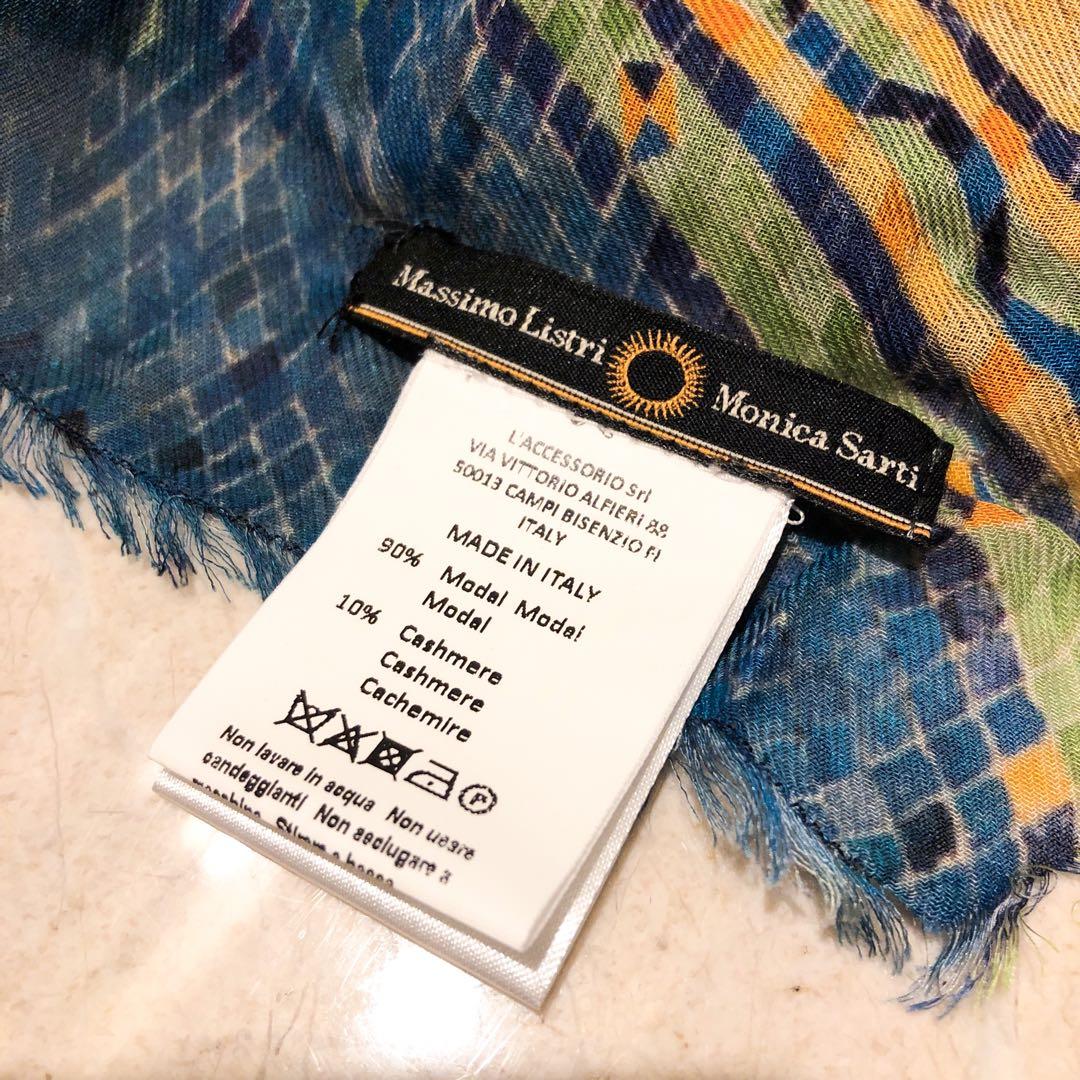 Massimo Listri Monica Sarti
L'ACCESSORIO Srl
VIA VITTORIO ALFIERI 88
50013 CAMPI BISENZIO FI
ITALY
MADE IN ITALY
90% Modal Modal
Modal
10% Cashmere
Cashmere
Cachemire
P
Non lavare in acqua Non usare
candeggianti Non asciugare a